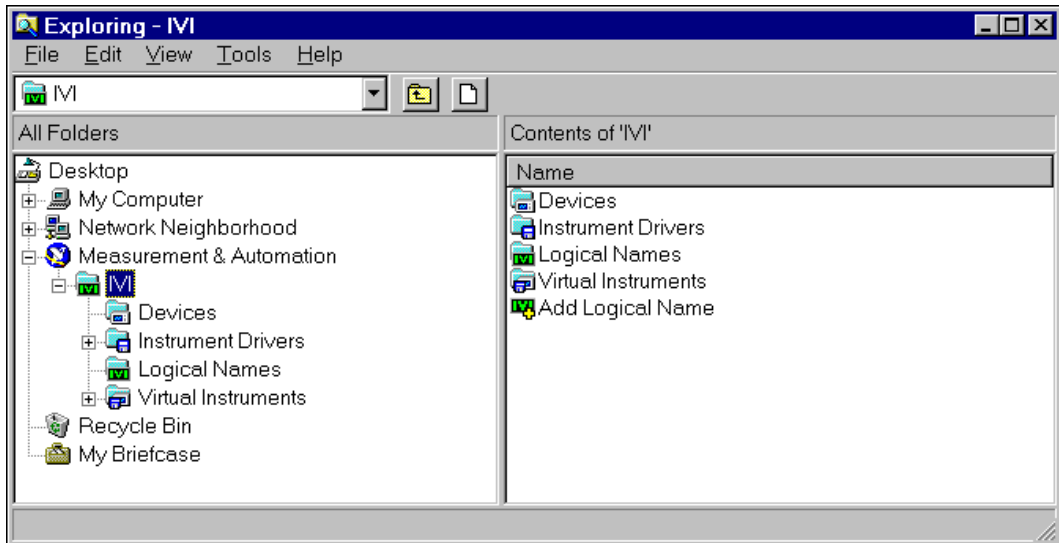 Exploring - IVI
File Edit View Tools Help
IVI
All Folders
Contents of 'IVI'
Desktop
My Computer
Network Neighborhood
Measurement & Automation
IVI
Devices
Instrument Drivers
Logical Names
Virtual Instruments
Recycle Bin
My Briefcase
Name
Devices
Instrument Drivers
Logical Names
Virtual Instruments
Add Logical Name